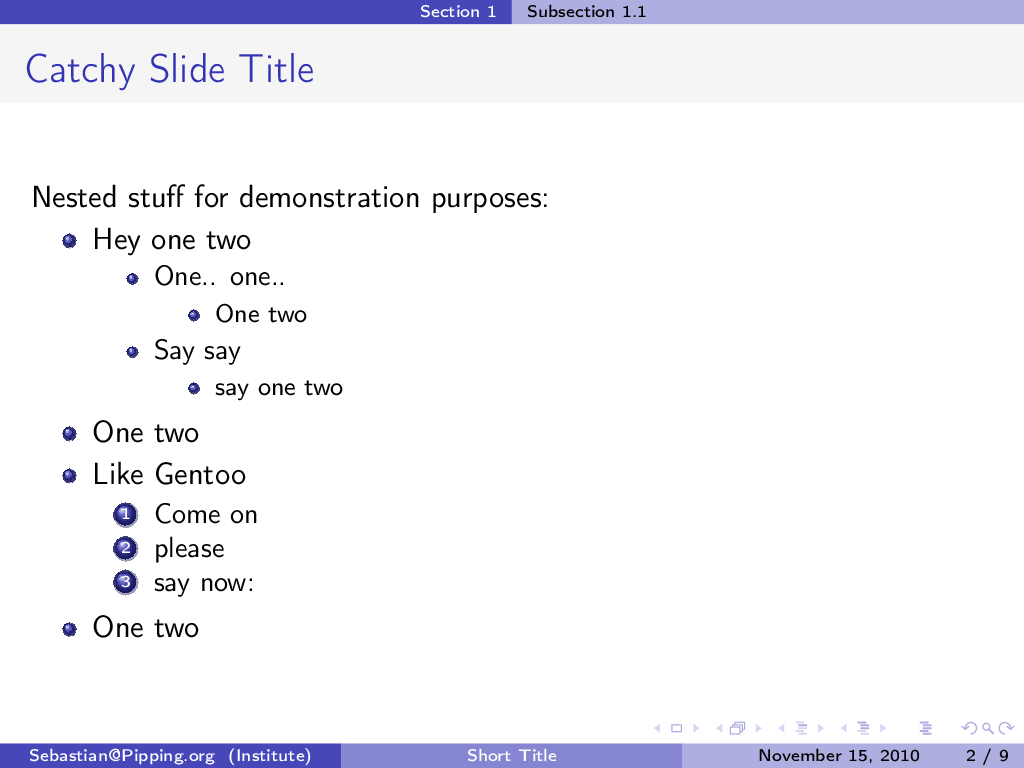 Section 1 Subsection 1.1
Catchy Slide Title
Nested stuff for demonstration purposes:
Hey one two
One.. one..
One two
Say say
say one two
One two
Like Gentoo
1 Come on
2 please
3 say now:
One two
Sebastian@Pipping.org (Institute) Short Title November 15, 2010 2 / 9